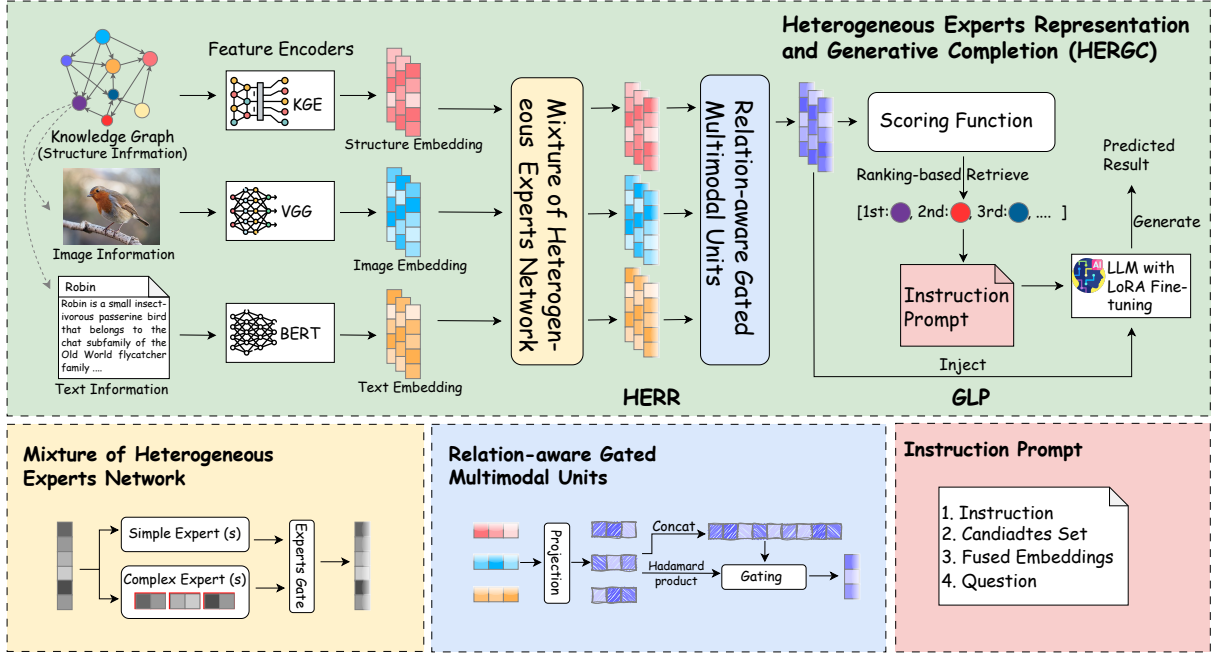 Heterogeneous Experts Representation
and Generative Completion (HERGC)
Feature Encoders
Knowledge Graph
(Structure Infrmation)
KGE
Structure Embedding
Image Information
VGG
Image Embedding
Robin
Robin is a small insect-
ivorous passerine bird
that belongs to the
chat subfamily of the
Old World flycatcher
family ....
Text Information
BERT
Text Embedding
Mixture of Heterogen-
eous Experts Network
Relation-aware Gated
Multimodal Units
HERR
Scoring Function
Ranking-based Retrieve
[1st: , 2nd: , 3rd: , .... ]
Instruction
Prompt
Predicted
Result
Generate
AI
LLM with
LoRA Fine-
tuning
Inject
GLP
Mixture of Heterogeneous
Experts Network
Simple Expert (s)
Complex Expert (s)
Experts
Gate
Relation-aware Gated
Multimodal Units
Projection
Concat
Hadamard
product
Gating
Instruction Prompt
1. Instruction
2. Candiadtes Set
3. Fused Embeddings
4. Question